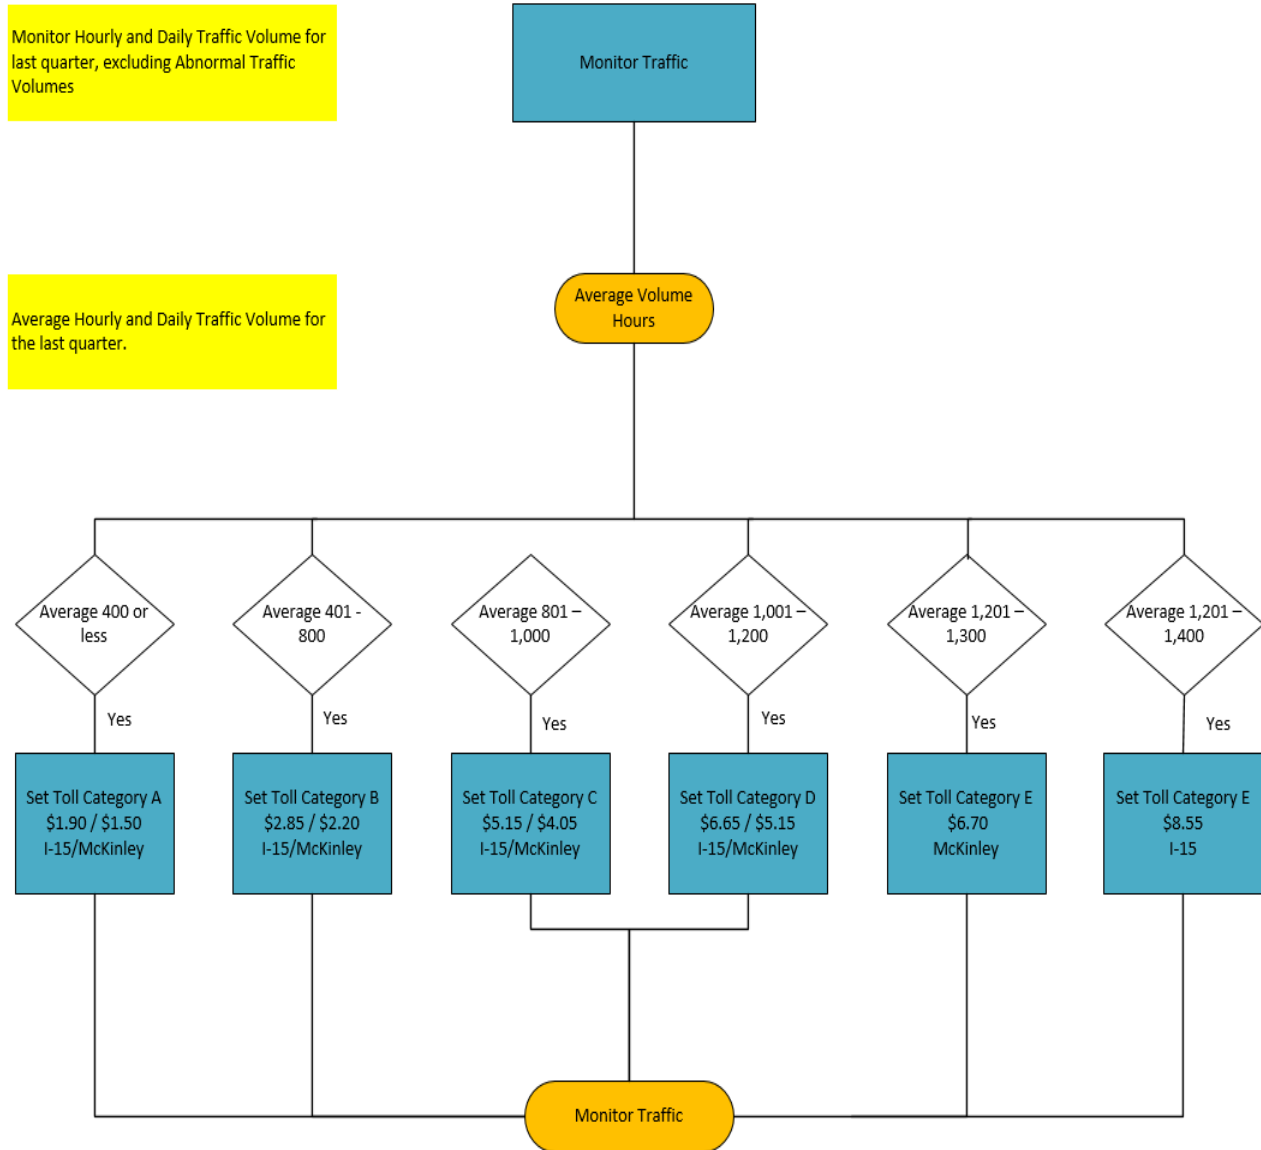 Monitor Hourly and Daily Traffic Volume for
last quarter, excluding Abnormal Traffic
Volumes
Monitor Traffic
Average Hourly and Daily Traffic Volume for
the last quarter.
Average Volume
Hours
Average 400 or
less
Average 401 -
800
Average 801 –
1,000
Average 1,001 –
1,200
Average 1,201 –
1,300
Average 1,201 –
1,400
Yes
Yes
Yes
Yes
Yes
Yes
Set Toll Category A
$1.90 / $1.50
I-15/McKinley
Set Toll Category B
$2.85 / $2.20
I-15/McKinley
Set Toll Category C
$5.15 / $4.05
I-15/McKinley
Set Toll Category D
$6.65 / $5.15
I-15/McKinley
Set Toll Category E
$6.70
McKinley
Set Toll Category E
$8.55
I-15
Monitor Traffic